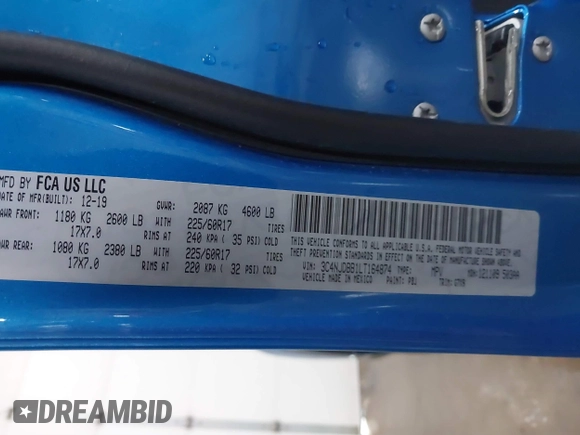 MFD BY FCA US LLC
DATE OF MFR(BUILT): 12-19 GVWR: 2087 KG 4600 LB
AWR FRONT: 1180 KG 2600 LB WITH 225/60R17 TIRES
17X7.0 RIMS AT 240 KPA ( 35 PSI) COLD
AWR REAR: 1080 KG 2380 LB WITH 225/60R17 TIRES
17X7.0 RIMS AT 220 KPA ( 32 PSI) COLD
THIS VEHICLE CONFORMS TO ALL APPLICABLE U.S.A. FEDERAL MOTOR VEHICLE SAFETY, BUMPER, AND
THEFT PREVENTION STANDARDS IN EFFECT ON THE DATE OF MANUFACTURE SHOWN ABOVE.
VIN: 3C4NJDBB1LT164874 TYPE: MPV
VEHICLE MADE IN MEXICO PAINT: PBJ TRIM:
DREAMBID